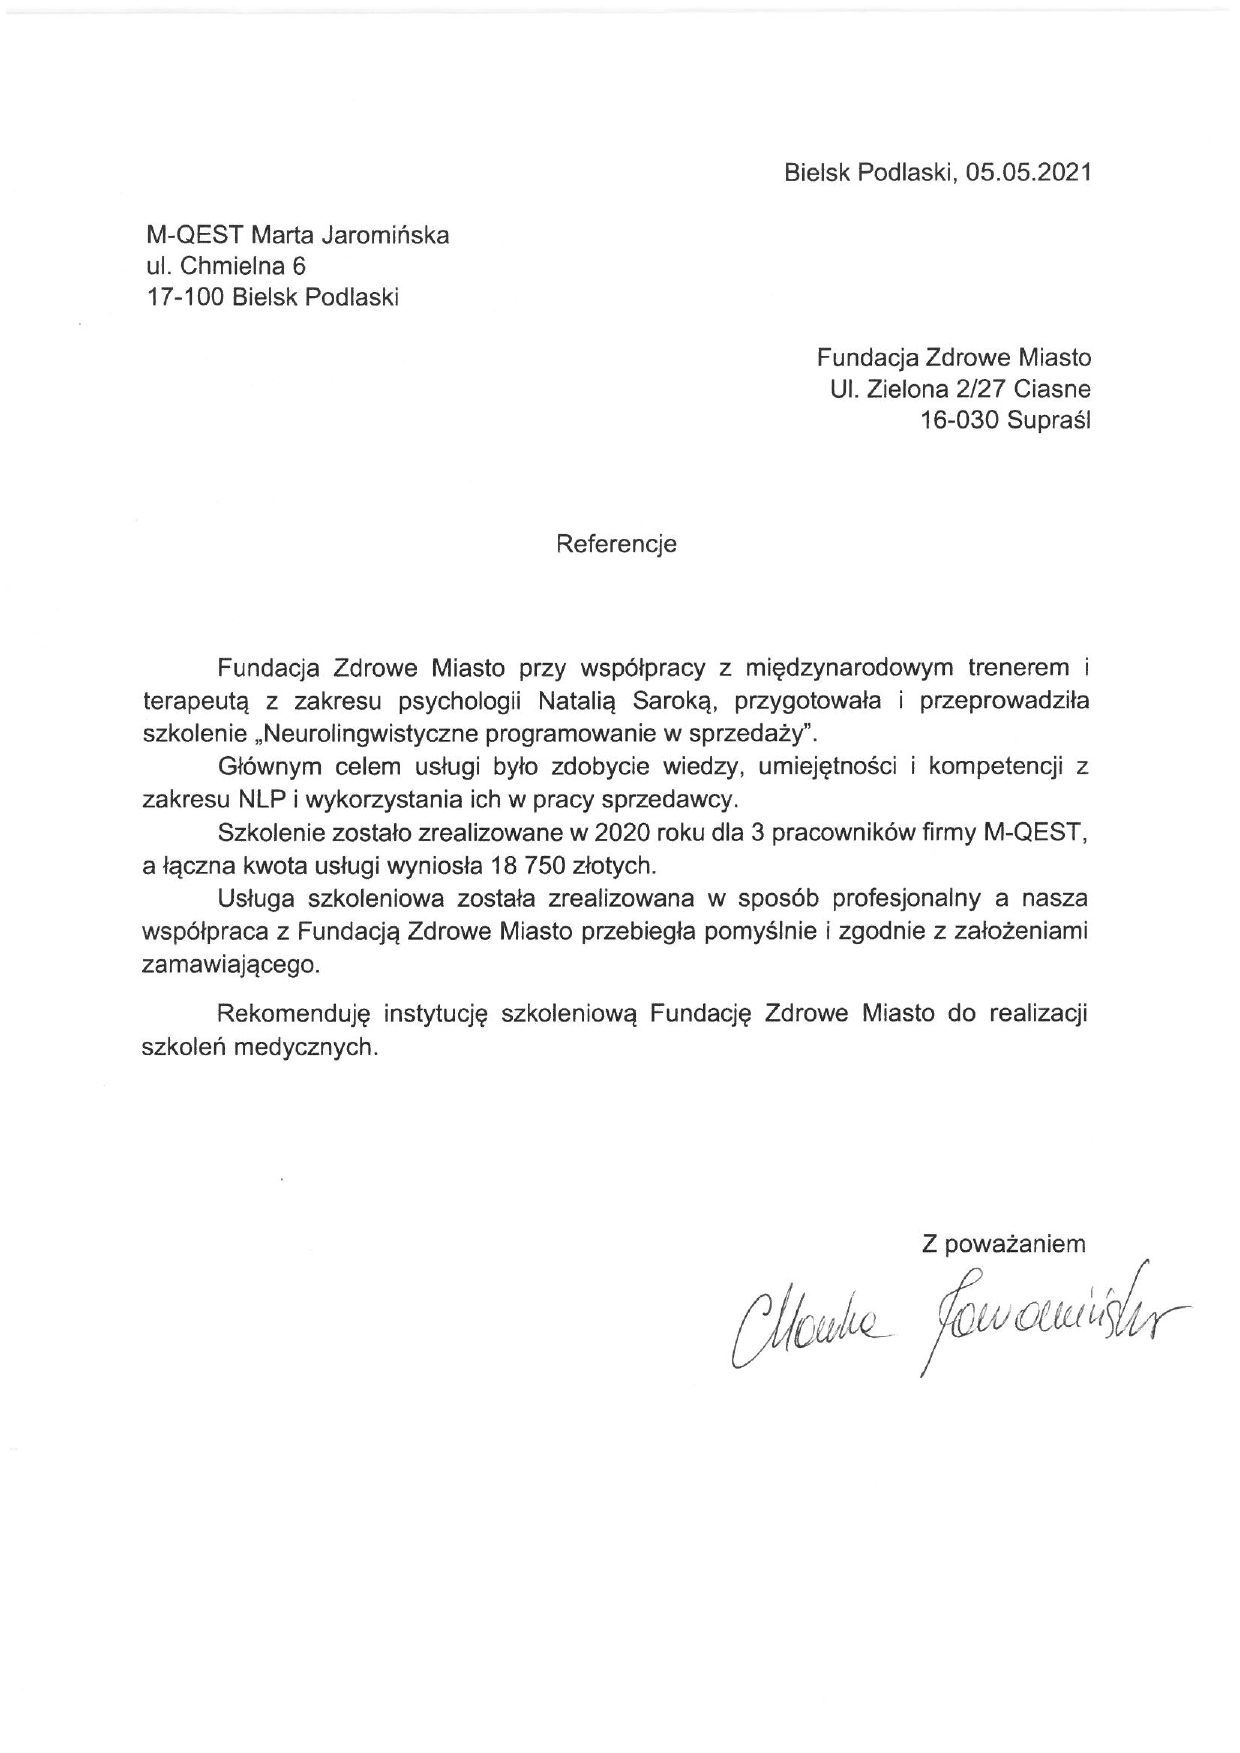 Bielsk Podlaski, 05.05.2021
M-QEST Marta Jaromińska
ul. Chmielna 6
17-100 Bielsk Podlaski
Fundacja Zdrowe Miasto
Ul. Zielona 2/27 Ciasne
16-030 Supraśl
Referencje
Fundacja Zdrowe Miasto przy współpracy z międzynarodowym trenerem i
terapeutą z zakresu psychologii Natalią Saroką, przygotowała i przeprowadziła
szkolenie „Neurolingwistyczne programowanie w sprzedaży”.
Głównym celem usługi było zdobycie wiedzy, umiejętności i kompetencji z
zakresu NLP i wykorzystania ich w pracy sprzedawcy.
Szkolenie zostało zrealizowane w 2020 roku dla 3 pracowników firmy M-QEST,
a łączna kwota usługi wyniosła 18 750 złotych.
Usługa szkoleniowa została zrealizowana w sposób profesjonalny a nasza
współpraca z Fundacją Zdrowe Miasto przebiegła pomyślnie i zgodnie z założeniami
zamawiającego.
Rekomenduję instytucję szkoleniową Fundację Zdrowe Miasto do realizacji
szkoleń medycznych.
Z poważaniem
Marta Jaromińska